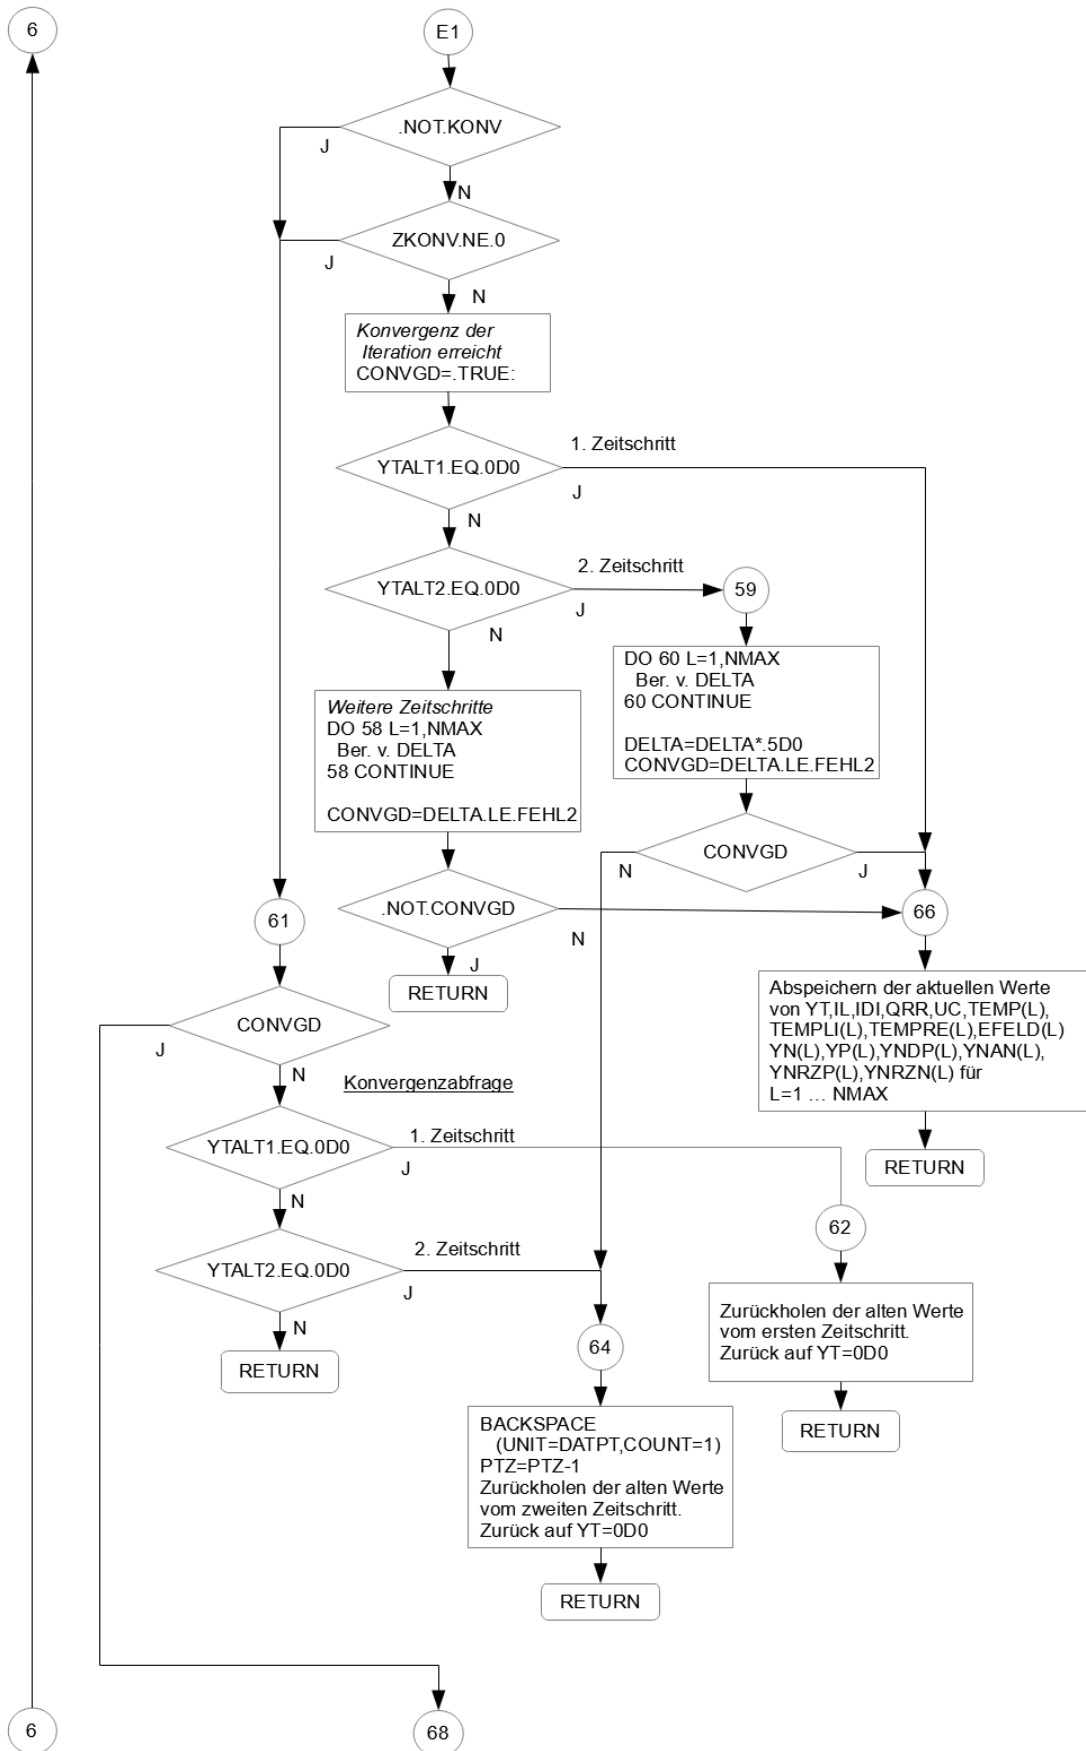 6
E1
.NOT.KONV
J
N
ZKONV.NE.0
J
N
Konvergenz der
Iteration erreicht
CONVGD=.TRUE:
1. Zeitschritt
YTALT1.EQ.0D0
J
N
2. Zeitschritt
YTALT2.EQ.0D0
J
N
59
DO 60 L=1,NMAX
Ber. v. DELTA
60 CONTINUE
DELTA=DELTA*.5D0
CONVGD=DELTA.LE.FEHL2
Weitere Zeitschritte
DO 58 L=1,NMAX
Ber. v. DELTA
58 CONTINUE
CONVGD=DELTA.LE.FEHL2
CONVGD
N
J
.NOT.CONVGD
N
J
RETURN
66
61
Abspeichern der aktuellen Werte
von YT,IL,IDI,QRR,UC,TEMP(L),
TEMPLI(L),TEMPRE(L),EFELD(L)
YN(L),YP(L),YNDP(L),YNAN(L),
YNRZP(L),YNRZN(L) für
L=1 ... NMAX
RETURN
CONVGD
J
N
Konvergenzabfrage
YTALT1.EQ.0D0
1. Zeitschritt
J
N
62
YTALT2.EQ.0D0
2. Zeitschritt
J
N
RETURN
Zurückholen der alten Werte
vom ersten Zeitschritt.
Zurück auf YT=0D0
RETURN
64
BACKSPACE
(UNIT=DATPT,COUNT=1)
PTZ=PTZ-1
Zurückholen der alten Werte
vom zweiten Zeitschritt.
Zurück auf YT=0D0
RETURN
6
68